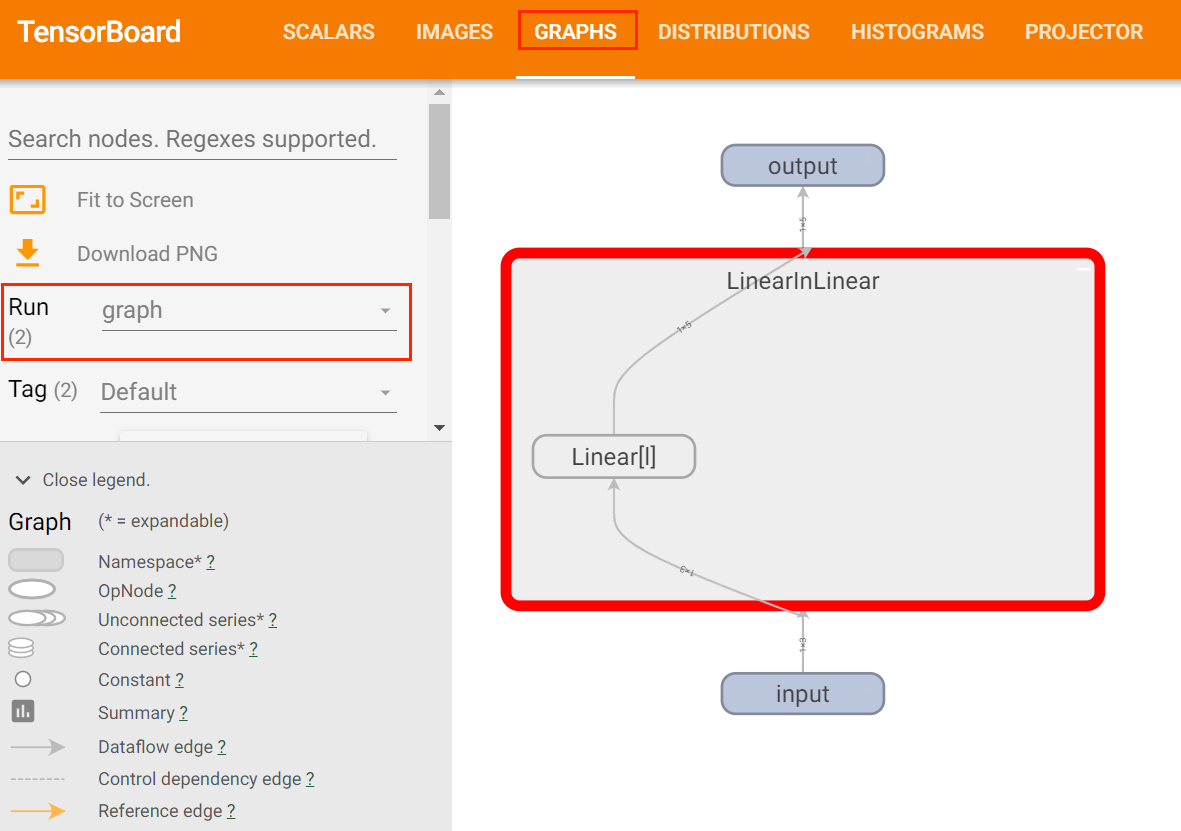 TensorBoard
SCALARS IMAGES GRAPHS DISTRIBUTIONS HISTOGRAMS PROJECTOR
Search nodes. Regexes supported.
Fit to Screen
Download PNG
Run graph
(2)
Tag (2) Default
Close legend.
Graph (* = expandable)
Namespace* ?
OpNode ?
Unconnected series* ?
Connected series* ?
Constant ?
Summary ?
Dataflow edge ?
Control dependency edge ?
Reference edge ?
output
1×5
LinearInLinear
1×5
Linear[l]
1×3
1×3
input